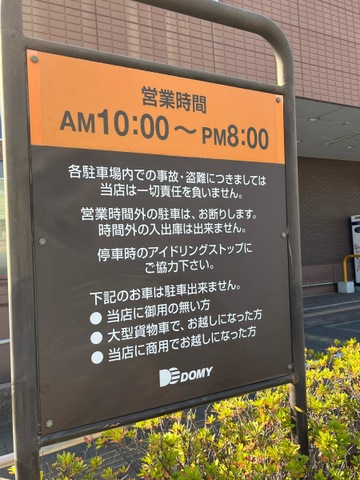 営業時間
AM10:00～PM8:00
各駐車場内での事故・盗難につきましては
当店は一切責任を負いません。
営業時間外の駐車は、お断りします。
時間外の入出庫は出来ません。
停車時のアイドリングストップに
ご協力下さい。
下記のお車は駐車出来ません。
● 当店に御用の無い方
● 大型貨物車で、お越しになった方
● 当店に商用でお越しになった方
DOMY